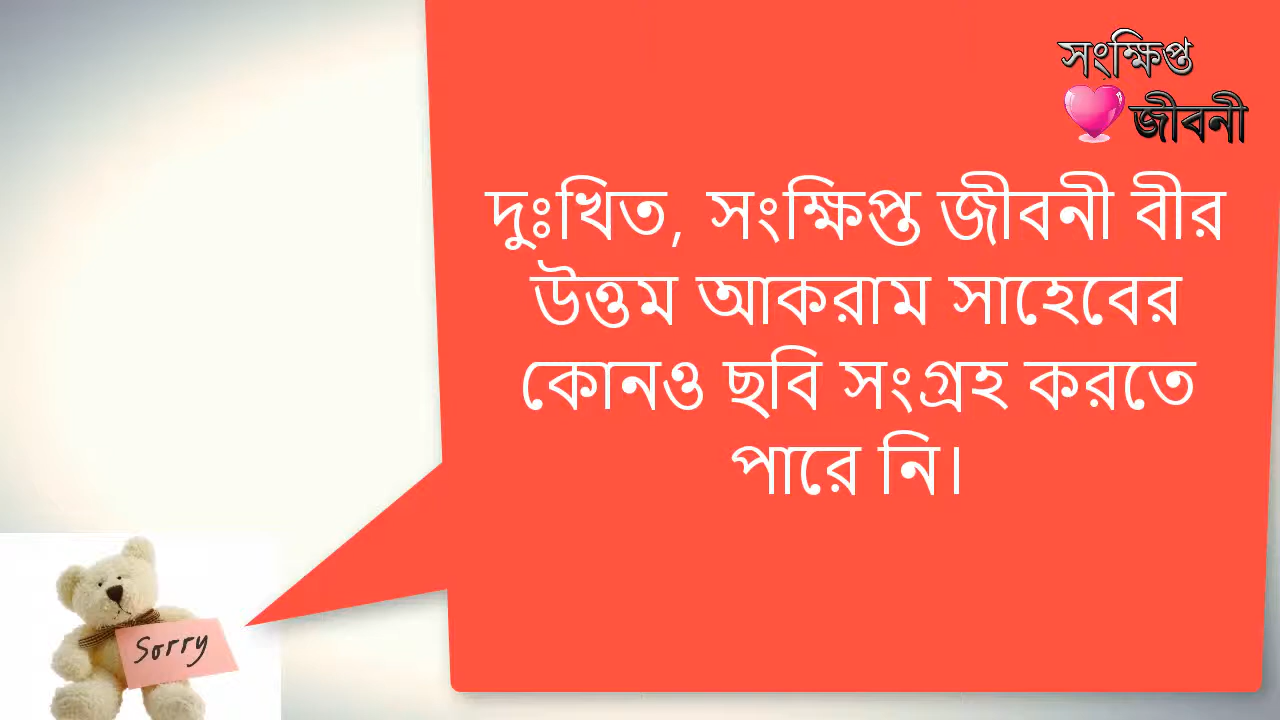 সংক্ষিপ্ত
জীবনী
দুঃখিত, সংক্ষিপ্ত জীবনী বীর
উত্তম আকরাম সাহেবের
কোনও ছবি সংগ্রহ করতে
পারে নি।
Sorry